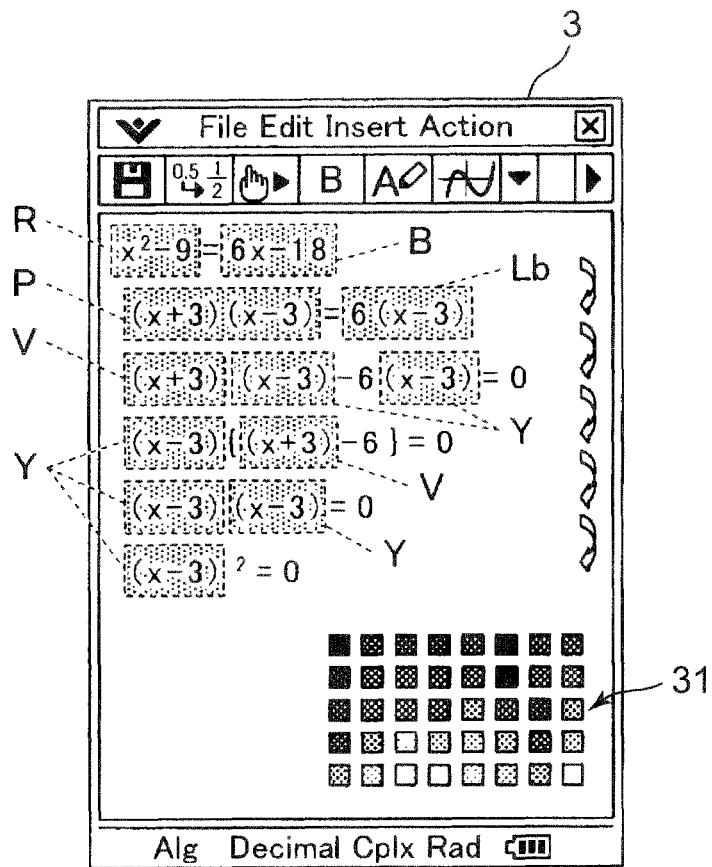 3
File Edit Insert Action
0.5 1/2 B A
R x²-9=6x-18 B
P (x+3)(x-3)=6(x-3) Lb
V (x+3)(x-3)-6(x-3)=0 Y
Y (x-3){(x+3)-6}=0 V
(x-3)(x-3)=0 Y
(x-3)²=0
31
Alg Decimal Cplx Rad